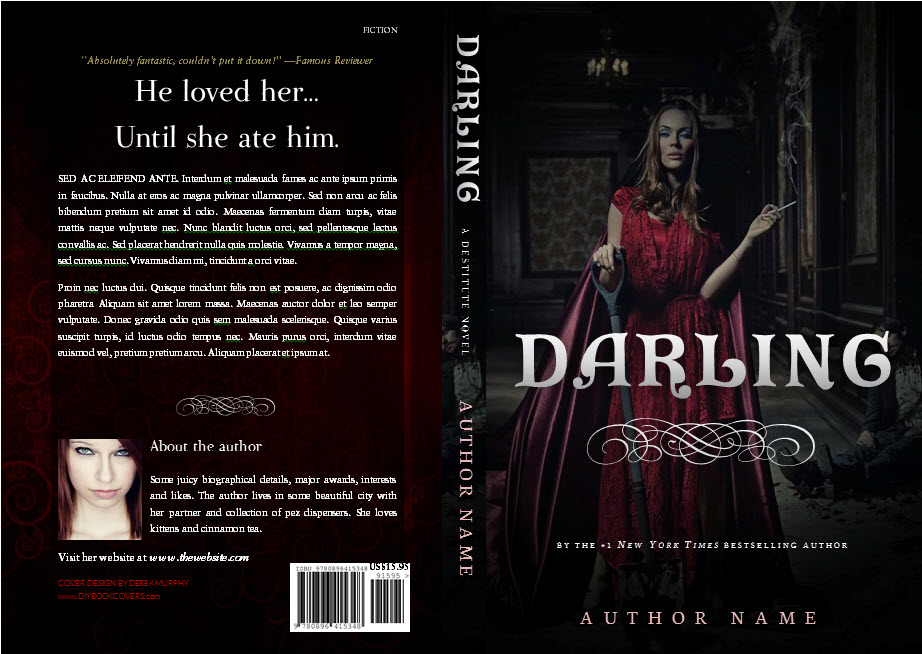 FICTION
"Absolutely fantastic, couldn't put it down!" —Famous Reviewer
He loved her...
Until she ate him.
SED AC ELEIFEND ANTE. Interdum et malesuada fames ac ante ipsum primis
in faucibus. Nulla at eros ac magna pulvinar ullamcorper. Sed non arcu ac felis
bibendum pretium sit amet id odio. Maecenas fermentum diam turpis, vitae
mattis neque vulputate nec. Nunc blandit luctus orci, sed pellentesque lectus
convallis ac. Sed placerat hendrerit nulla quis molestie. Vivamus a tempor magna,
sed cursus nunc. Vivamus diam mi, tincidunt a orci vitae.
Proin nec luctus dui. Quisque tincidunt felis non est posuere, ac dignissim odio
pharetra. Aliquam sit amet lorem massa. Maecenas auctor dolor et leo semper
vulputate. Donec gravida odio quis sem malesuada scelerisque. Quisque varius
suscipit turpis, id luctus odio tempus nec. Mauris purus orci, interdum vitae
euismod vel, pretium pretium arcu. Aliquam placerat et ipsum at.
About the author
Some juicy biographical details, major awards, interests
and likes. The author lives in some beautiful city with
her partner and collection of pez dispensers. She loves
kittens and cinnamon tea.
Visit her website at www.thewebsite.com
COVER DESIGN BY DEREK MURPHY
www.DIYBOOKCOVERS.com
US$15.95
ISBN 9780896415348
91595 >
9 780896 415348
DARLING
A DESTITUTE NOVEL
AUTHOR NAME
DARLING
BY THE #1 NEW YORK TIMES BESTSELLING AUTHOR
AUTHOR NAME